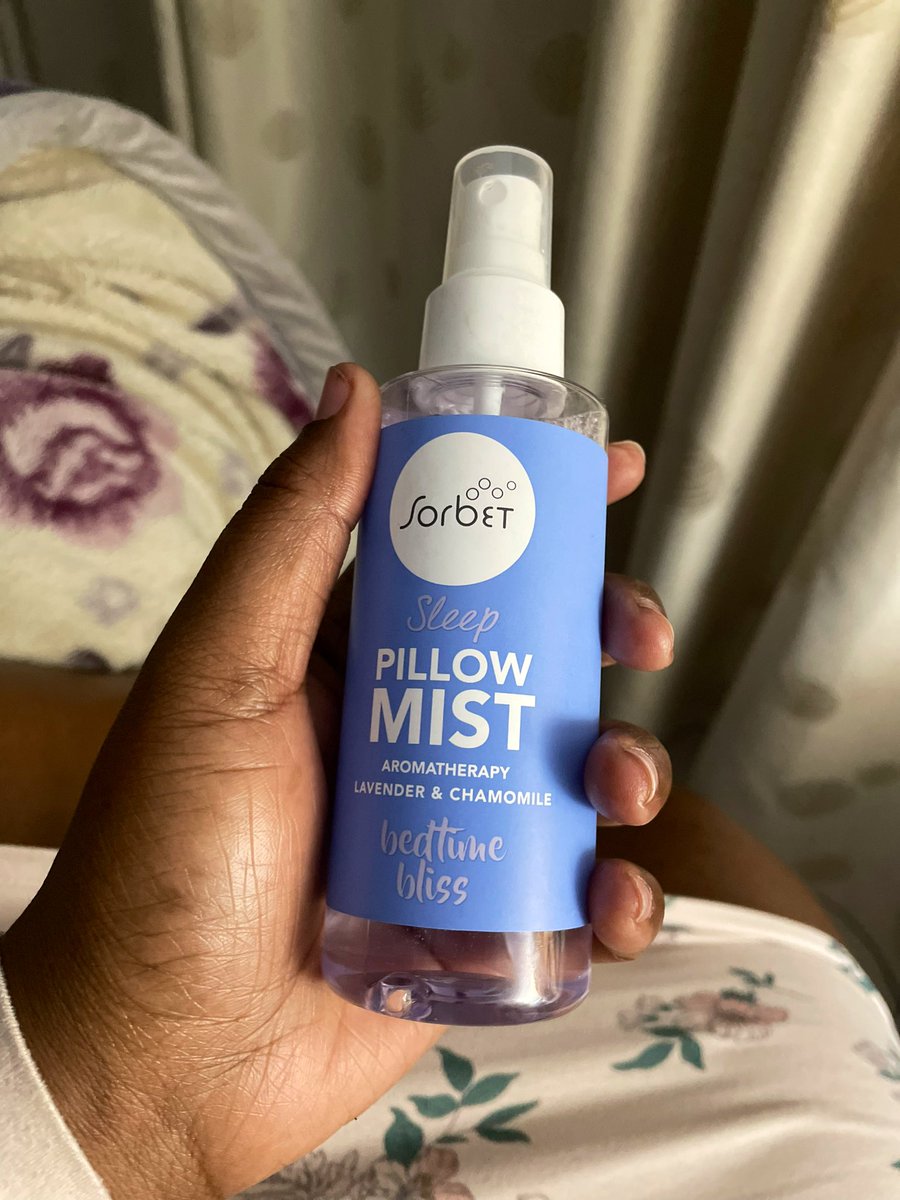 Sorbet
Sleep
PILLOW
MIST
AROMATHERAPY
LAVENDER & CHAMOMILE
bedtime
bliss